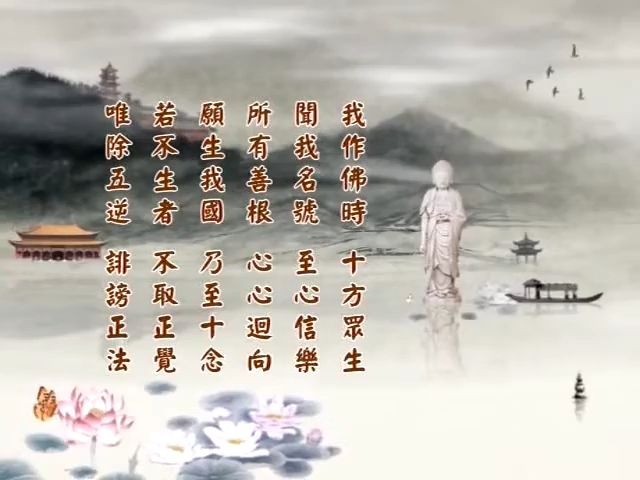 我作佛時 十方眾生
聞我名號 至心信樂
所有善根 心心迴向
願生我國 乃至十念
若不生者 不取正覺
唯除五逆 誹謗正法